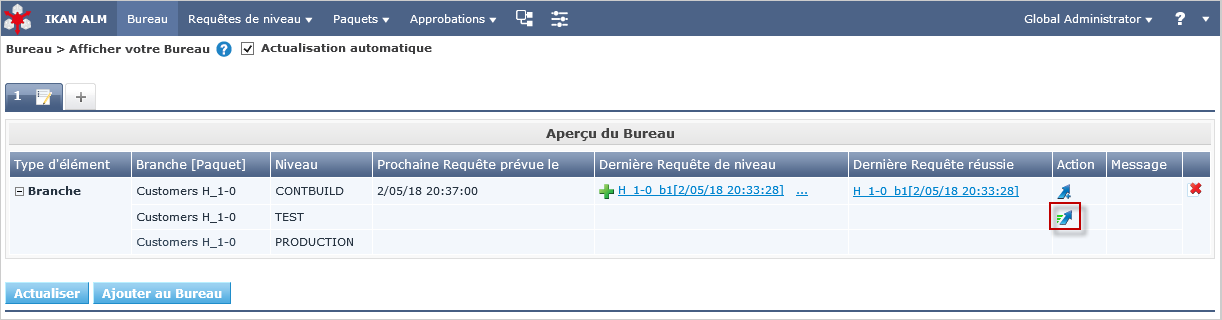 IKAN ALM Bureau Requêtes de niveau Paquets Approbations Global Administrator ?
Bureau > Afficher votre Bureau ? Actualisation automatique
1 +
Aperçu du Bureau
Type d'élément Branche [Paquet] Niveau Prochaine Requête prévue le Dernière Requête de niveau Dernière Requête réussie Action Message
Branche Customers H_1-0 CONTBUILD 2/05/18 20:37:00 H_1-0_b1[2/05/18 20:33:28] ... H_1-0_b1[2/05/18 20:33:28]
Customers H_1-0 TEST
Customers H_1-0 PRODUCTION
Actualiser Ajouter au Bureau